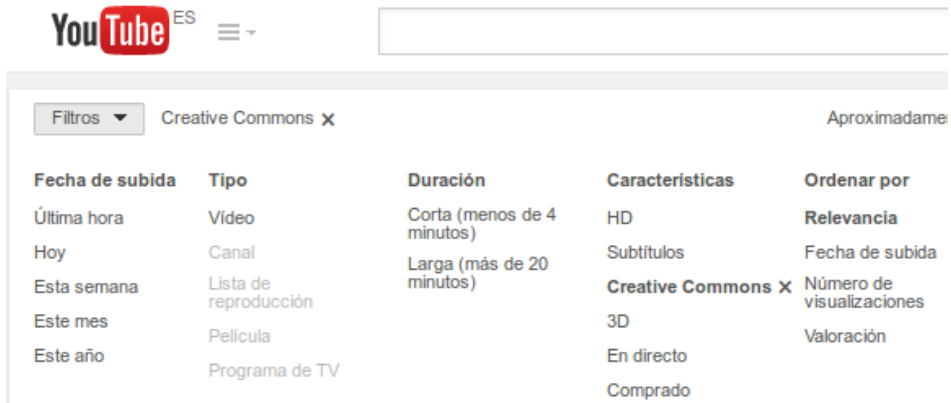 YouTube ES
Filtros Creative Commons x Aproximadamen
Fecha de subida
Última hora
Hoy
Esta semana
Este mes
Este año
Tipo
Vídeo
Canal
Lista de
reproducción
Película
Programa de TV
Duración
Corta (menos de 4
minutos)
Larga (más de 20
minutos)
Características
HD
Subtítulos
Creative Commons x
3D
En directo
Comprado
Ordenar por
Relevancia
Fecha de subida
Número de
visualizaciones
Valoración